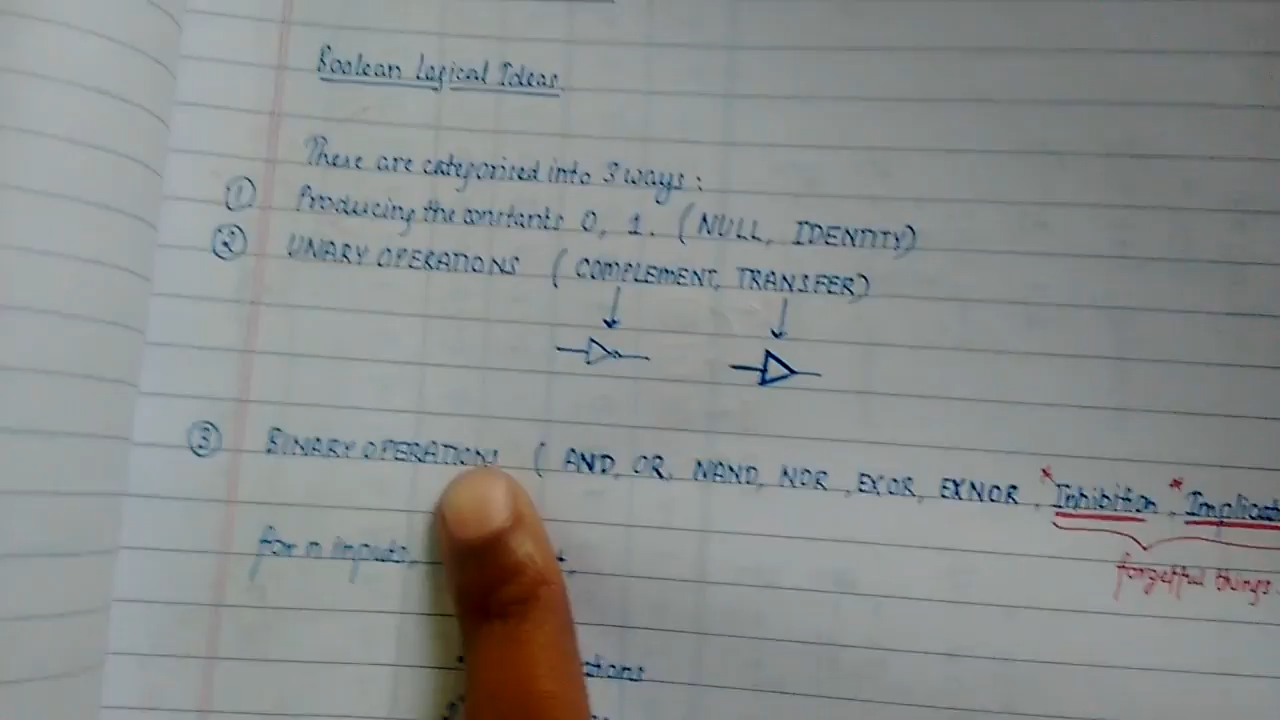 Boolean Logical Ideas
These are categorised into 3 ways:
① Producing the constants 0, 1. (NULL, IDENTITY)
② UNARY OPERATIONS (COMPLEMENT, TRANSFER)
③ BINARY OPERATIONS (AND, OR, NAND, NOR, EXOR, EXNOR, *Inhibition, *Implicat
forgetful things.
for n inputs,